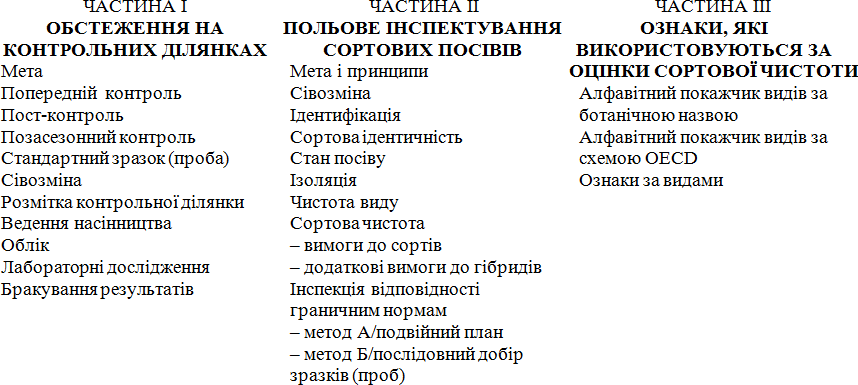 ЧАСТИНА І
ОБСТЕЖЕННЯ НА
КОНТРОЛЬНИХ ДІЛЯНКАХ
Мета
Попередній контроль
Пост-контроль
Позасезонний контроль
Стандартний зразок (проба)
Сівозміна
Розмітка контрольної ділянки
Ведення насінництва
Облік
Лабораторні дослідження
Бракування результатів
ЧАСТИНА ІІ
ПОЛЬОВЕ ІНСПЕКТУВАННЯ
СОРТОВИХ ПОСІВІВ
Мета і принципи
Сівозміна
Ідентифікація
Сортова ідентичність
Стан посіву
Ізоляція
Чистота виду
Сортова чистота
– вимоги до сортів
– додаткові вимоги до гібридів
Інспекція відповідності
граничним нормам
– метод А/подвійний план
– метод Б/послідовний добір
зразків (проб)
ЧАСТИНА ІІІ
ОЗНАКИ, ЯКІ
ВИКОРИСТОВУЮТЬСЯ ЗА
ОЦІНКИ СОРТОВОЇ ЧИСТОТИ
Алфавітний покажчик видів за
ботанічною назвою
Алфавітний покажчик видів за
схемою OECD
Ознаки за видами